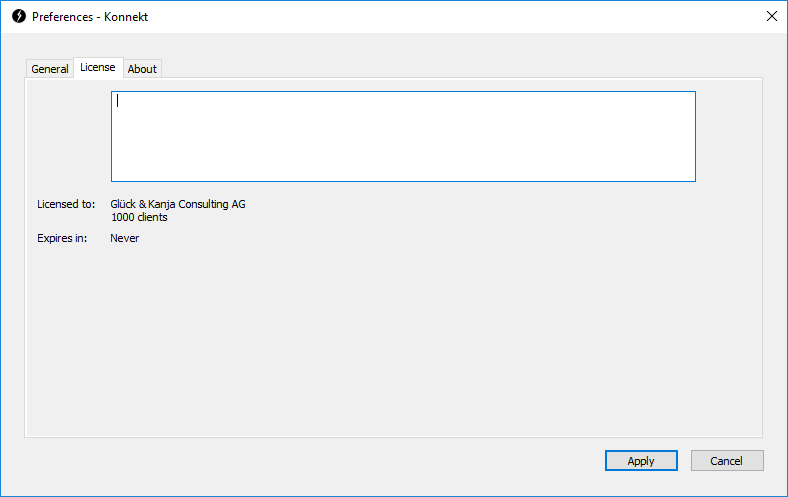 Preferences - Konnekt
General License About
Licensed to: Glück & Kanja Consulting AG
1000 clients
Expires in: Never
Apply Cancel